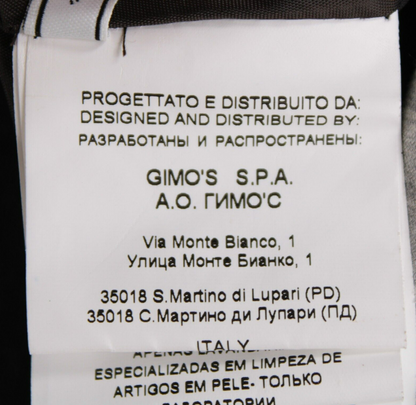 PROGETTATO E DISTRIBUITO DA:
DESIGNED AND DISTRIBUTED BY:
РАЗРАБОТАНЫ И РАСПРОСТРАНЕНЫ:
GIMO'S S.P.A.
А.О. ГИМО'С
Via Monte Bianco, 1
Улица Монте Бианко, 1
35018 S.Martino di Lupari (PD)
35018 С.Мартино ди Лупари (ПД)
ITALY
APENAS
ESPECIALIZADAS EM LIMPEZA DE
ARTIGOS EM PELE- ТОЛЬКО